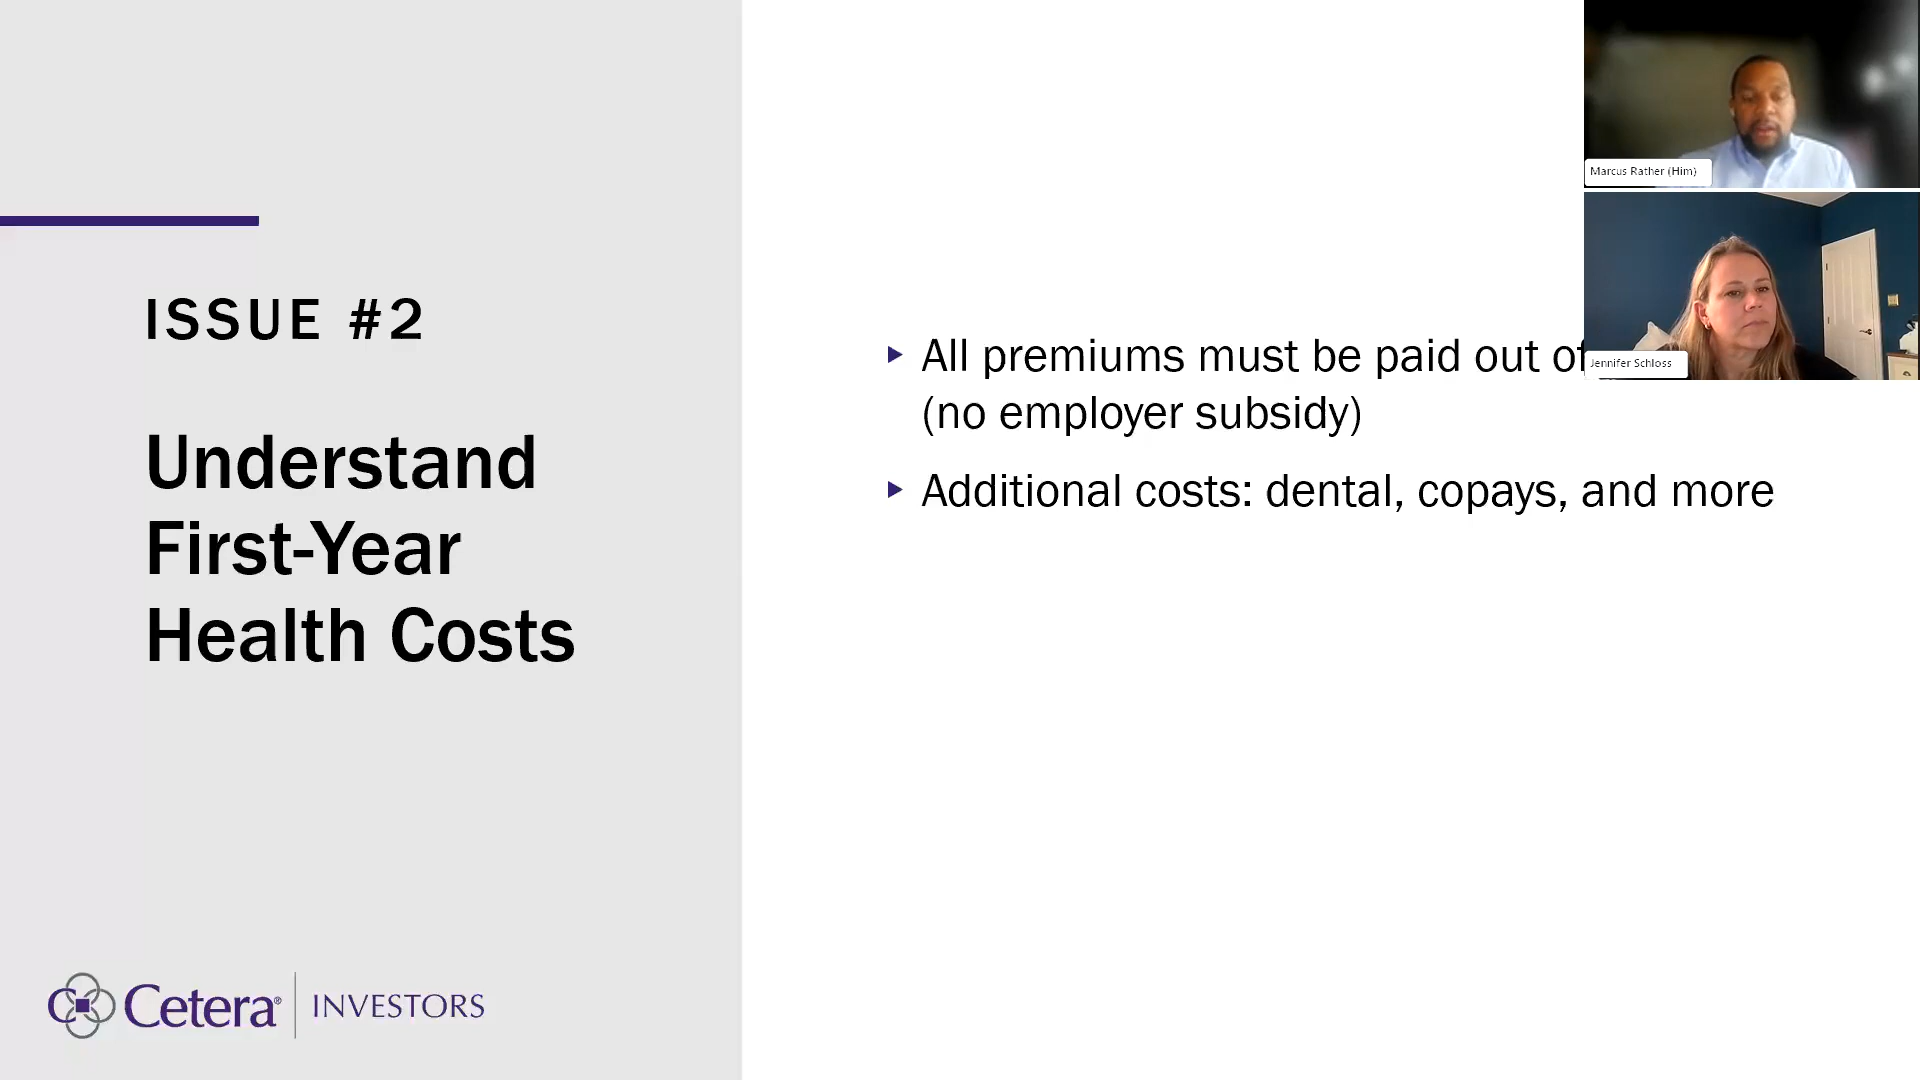 ISSUE #2
Understand
First-Year
Health Costs
All premiums must be paid out of
(no employer subsidy)
Additional costs: dental, copays, and more
Marcus Rather (Him)
Jennifer Schloss
Cetera® INVESTORS